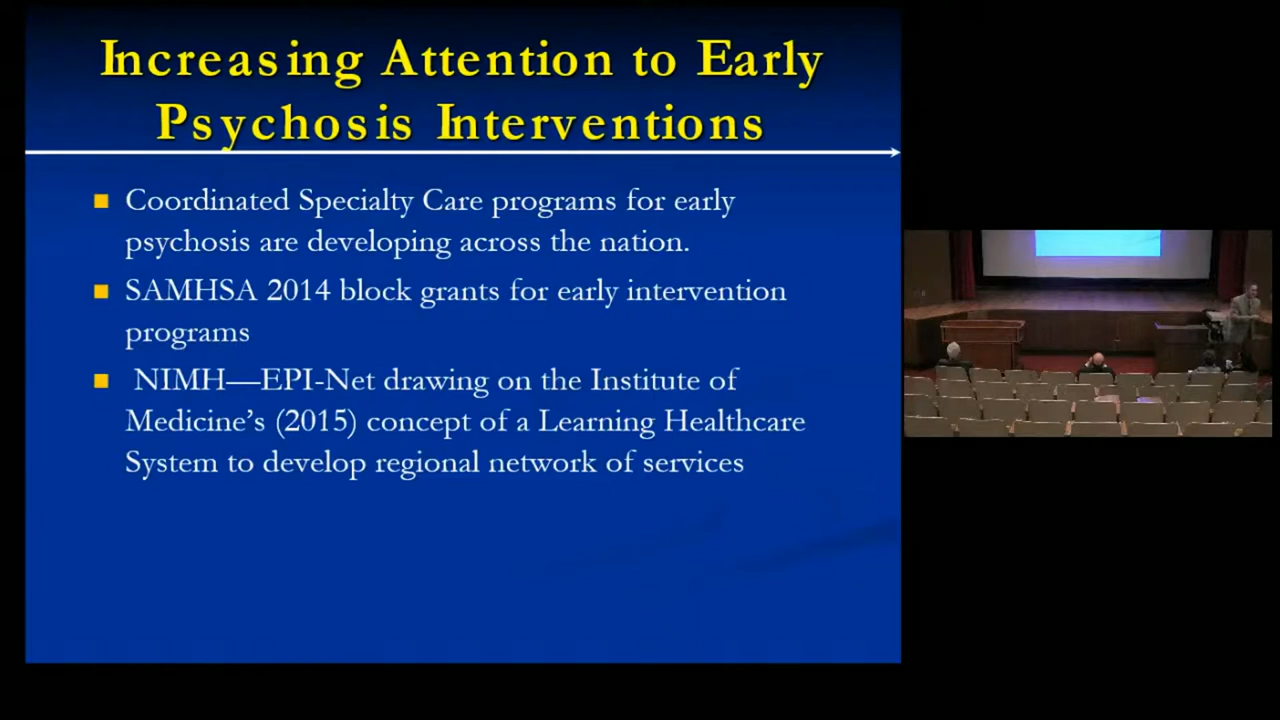 Increasing Attention to Early
Psychosis Interventions
Coordinated Specialty Care programs for early
psychosis are developing across the nation.
SAMHSA 2014 block grants for early intervention
programs
NIMH—EPI-Net drawing on the Institute of
Medicine's (2015) concept of a Learning Healthcare
System to develop regional network of services